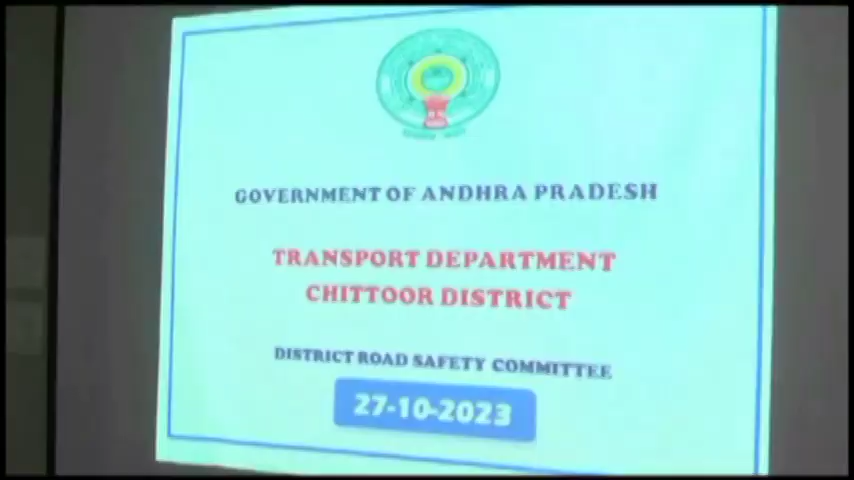 GOVERNMENT OF ANDHRA PRADESH
TRANSPORT DEPARTMENT
CHITTOOR DISTRICT
DISTRICT ROAD SAFETY COMMITTEE
27-10-2023